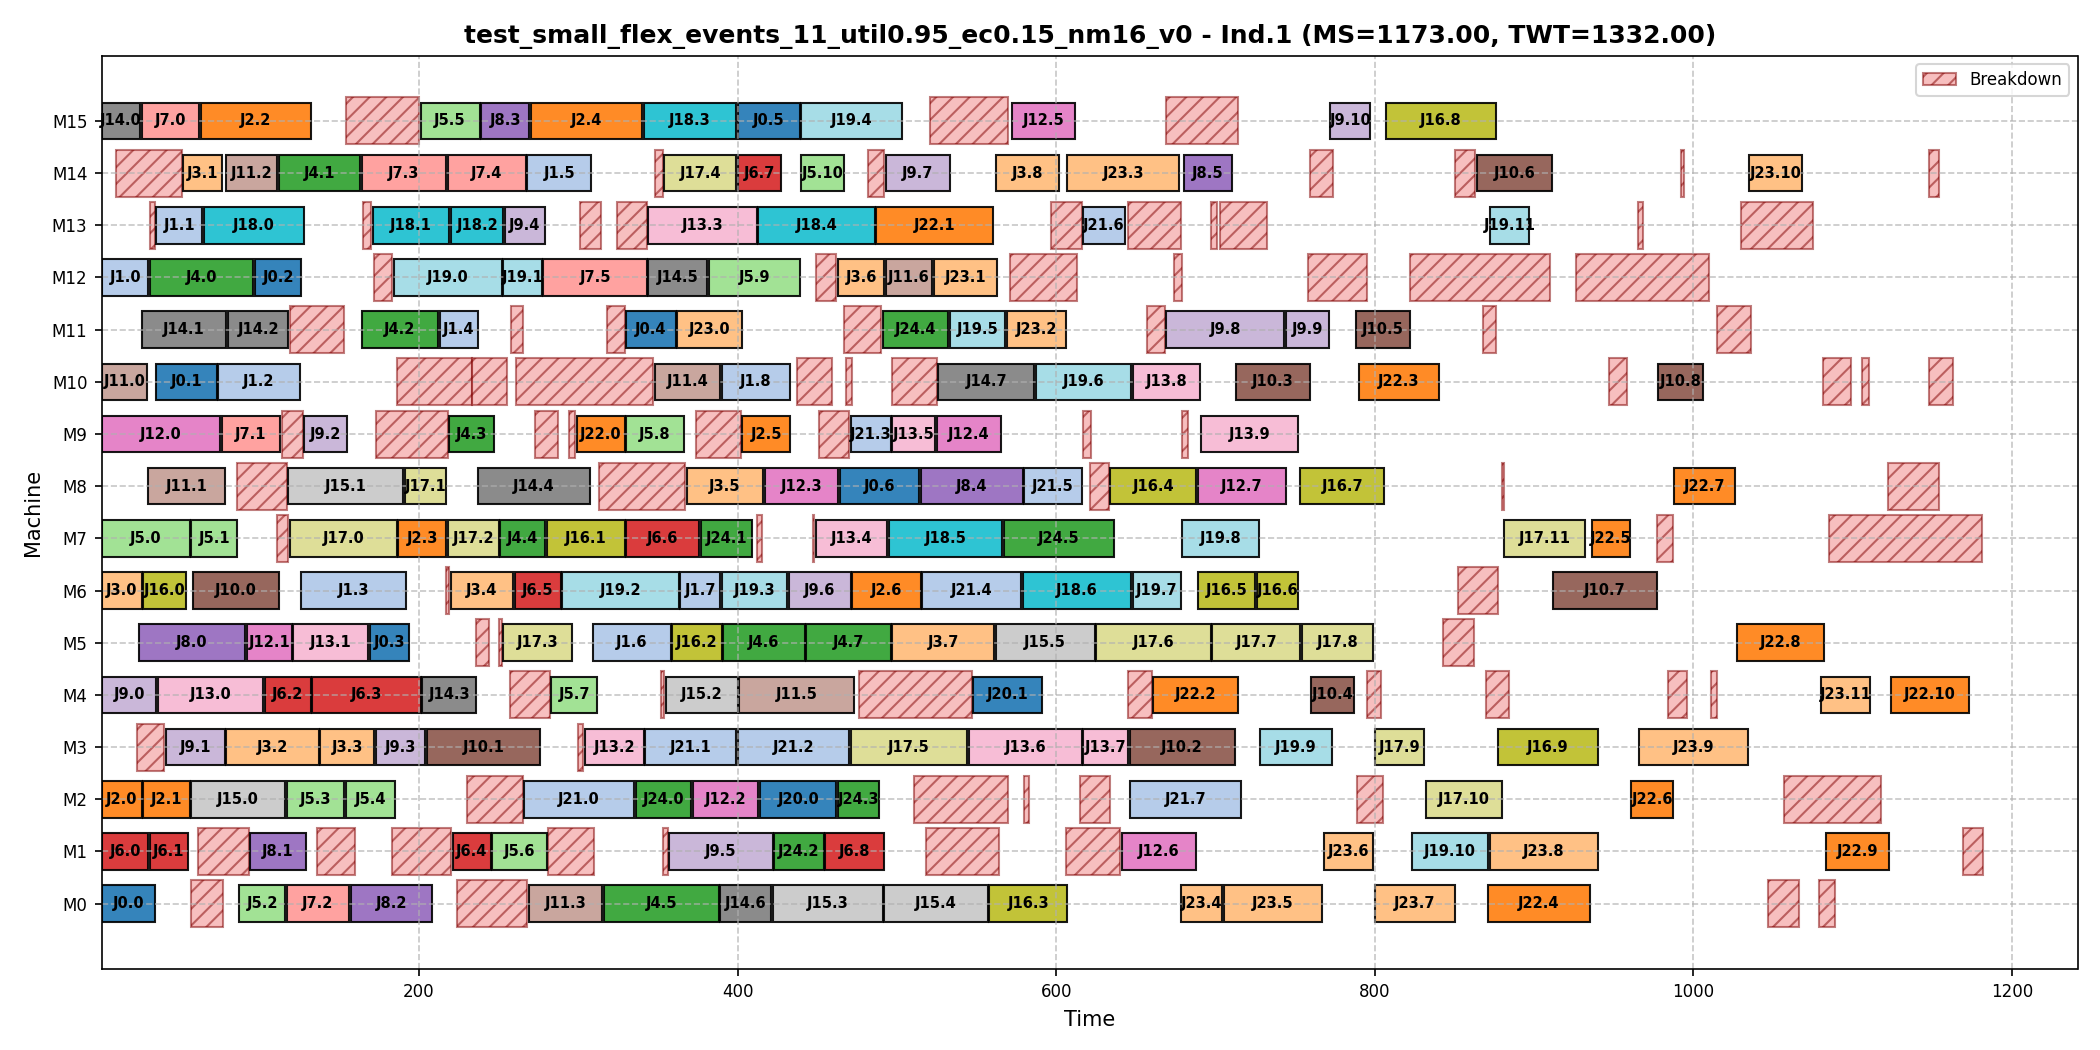 test_small_flex_events_11_util0.95_ec0.15_nm16_v0 - Ind.1 (MS=1173.00, TWT=1332.00)
Breakdown
M15 J14.0 J7.0 J2.2 J5.5 J8.3 J2.4 J18.3 J0.5 J19.4 J12.5 J9.10 J16.8
M14 J3.1 J11.2 J4.1 J7.3 J7.4 J1.5 J17.4 J6.7 J5.10 J9.7 J3.8 J23.3 J8.5 J10.6 J23.10
M13 J1.1 J18.0 J18.1 J18.2 J9.4 J13.3 J18.4 J22.1 J21.6 J19.11
M12 J1.0 J4.0 J0.2 J19.0 J19.1 J7.5 J14.5 J5.9 J3.6 J11.6 J23.1
M11 J14.1 J14.2 J4.2 J1.4 J0.4 J23.0 J24.4 J19.5 J23.2 J9.8 J9.9 J10.5
M10 J11.0 J0.1 J1.2 J11.4 J1.8 J14.7 J19.6 J13.8 J10.3 J22.3 J10.8
M9 J12.0 J7.1 J9.2 J4.3 J22.0 J5.8 J2.5 J21.3 J13.5 J12.4 J13.9
M8 J11.1 J15.1 J17.1 J14.4 J3.5 J12.3 J0.6 J8.4 J21.5 J16.4 J12.7 J16.7 J22.7
M7 J5.0 J5.1 J17.0 J2.3 J17.2 J4.4 J16.1 J6.6 J24.1 J13.4 J18.5 J24.5 J19.8 J17.11 J22.5
M6 J3.0 J16.0 J10.0 J1.3 J3.4 J6.5 J19.2 J1.7 J19.3 J9.6 J2.6 J21.4 J18.6 J19.7 J16.5 J16.6 J10.7
M5 J8.0 J12.1 J13.1 J0.3 J17.3 J1.6 J16.2 J4.6 J4.7 J3.7 J15.5 J17.6 J17.7 J17.8 J22.8
M4 J9.0 J13.0 J6.2 J6.3 J14.3 J5.7 J15.2 J11.5 J20.1 J22.2 J10.4 J23.11 J22.10
M3 J9.1 J3.2 J3.3 J9.3 J10.1 J13.2 J21.1 J21.2 J17.5 J13.6 J13.7 J10.2 J19.9 J17.9 J16.9 J23.9
M2 J2.0 J2.1 J15.0 J5.3 J5.4 J21.0 J24.0 J12.2 J20.0 J24.3 J21.7 J17.10 J22.6
M1 J6.0 J6.1 J8.1 J6.4 J5.6 J9.5 J24.2 J6.8 J12.6 J23.6 J19.10 J23.8 J22.9
M0 J0.0 J5.2 J7.2 J8.2 J11.3 J4.5 J14.6 J15.3 J15.4 J16.3 J23.4 J23.5 J23.7 J22.4
200 400 600 800 1000 1200
Time
Machine